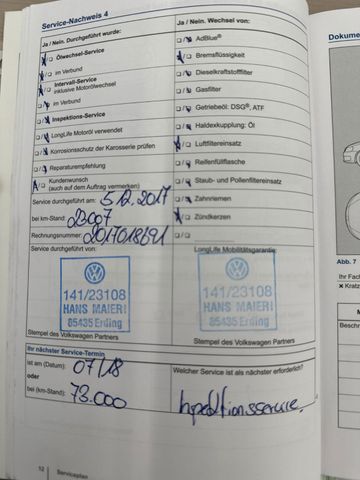 Service-Nachweis 4
Ja / Nein. Durchgeführt wurde:
Ölwechsel-Service
im Verbund
Intervall-Service
inklusive Motorölwechsel
im Verbund
Inspektions-Service
LongLife Motoröl verwendet
Korrosionsschutz der Karosserie prüfen
Reparaturempfehlung
Kundenwunsch
(auch auf dem Auftrag vermerken)
Service durchgeführt am: 5/12.2017
bei km-Stand:
Rechnungsnummer: 2017018691
Service durchgeführt von:
141/23108
HANS MAIER
85435 Erding
Stempel des Volkswagen Partners
Ja / Nein. Wechsel von:
AdBlue®
Bremsflüssigkeit
Dieselkraftstofffilter
Gasfilter
Getriebeöl: DSG®, ATF
Haldexkupplung: Öl
Luftfiltereinsatz
Reifenfüllflasche
Staub- und Pollenfiltereinsatz
Zahnriemen
Zündkerzen
LongLife Mobilitätsgarantie:
141/23108
HANS MAIER
85435 Erding
Stempel des Volkswagen Partners
Ihr nächster Service-Termin
ist am (Datum): 07/18
oder
bei (km-Stand): 73.000
Welcher Service ist als nächster erforderlich?
Inspektionsservice.
12 Serviceplan
Dokume
Abb. 7
Ihr Fach
Kratz
Beschri